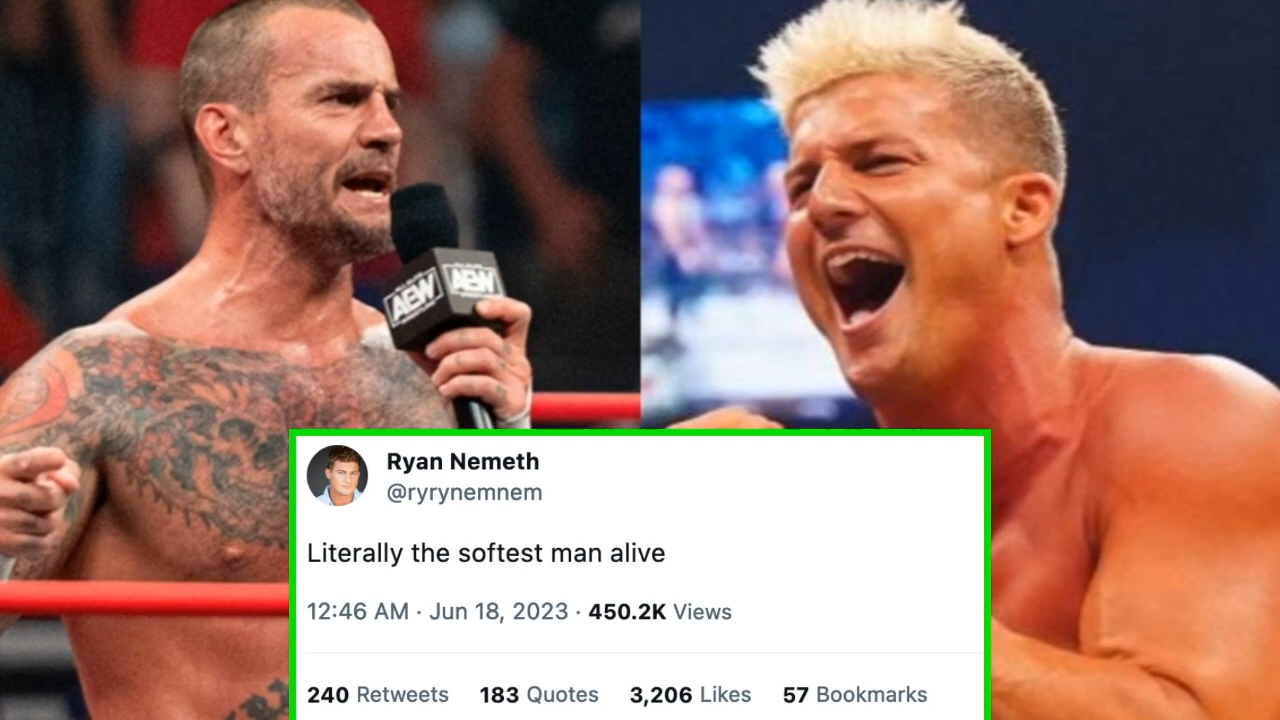 AEW
AEW
Ryan Nemeth
@ryrynemnem
Literally the softest man alive
12:46 AM · Jun 18, 2023 · 450.2K Views
240 Retweets 183 Quotes 3,206 Likes 57 Bookmarks